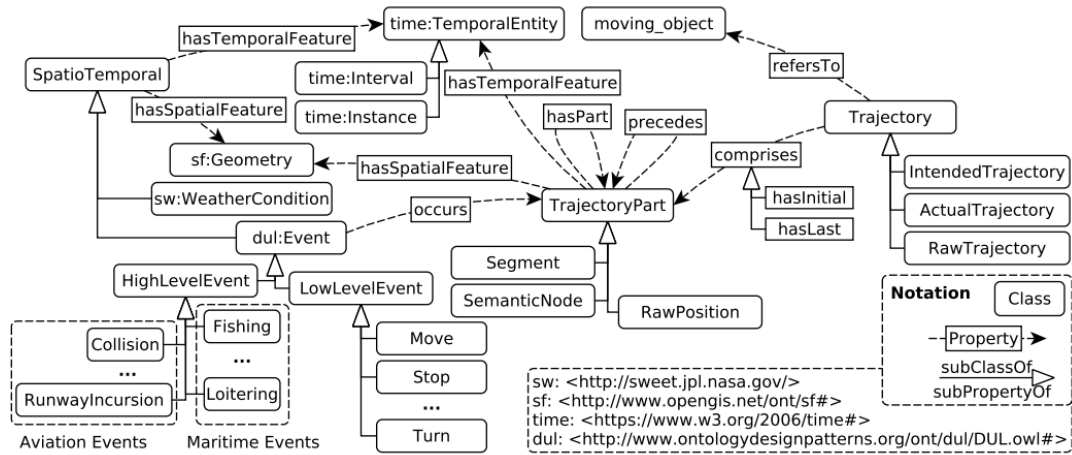 time:TemporalEntity
moving_object
hasTemporalFeature
SpatioTemporal
time:Interval
hasTemporalFeature
refersTo
hasSpatialFeature
time:Instance
hasPart
precedes
Trajectory
sf:Geometry
hasSpatialFeature
comprises
IntendedTrajectory
sw:WeatherCondition
occurs
TrajectoryPart
hasInitial
ActualTrajectory
dul:Event
hasLast
RawTrajectory
HighLevelEvent
LowLevelEvent
Segment
SemanticNode
RawPosition
Notation
Class
Property
subClassOf
subPropertyOf
Collision
...
RunwayIncursion
Aviation Events
Fishing
...
Loitering
Maritime Events
Move
Stop
...
Turn
sw: <http://sweet.jpl.nasa.gov/>
sf: <http://www.opengis.net/ont/sf#>
time: <https://www.w3.org/2006/time#>
dul: <http://www.ontologydesignpatterns.org/ont/dul/DUL.owl#>